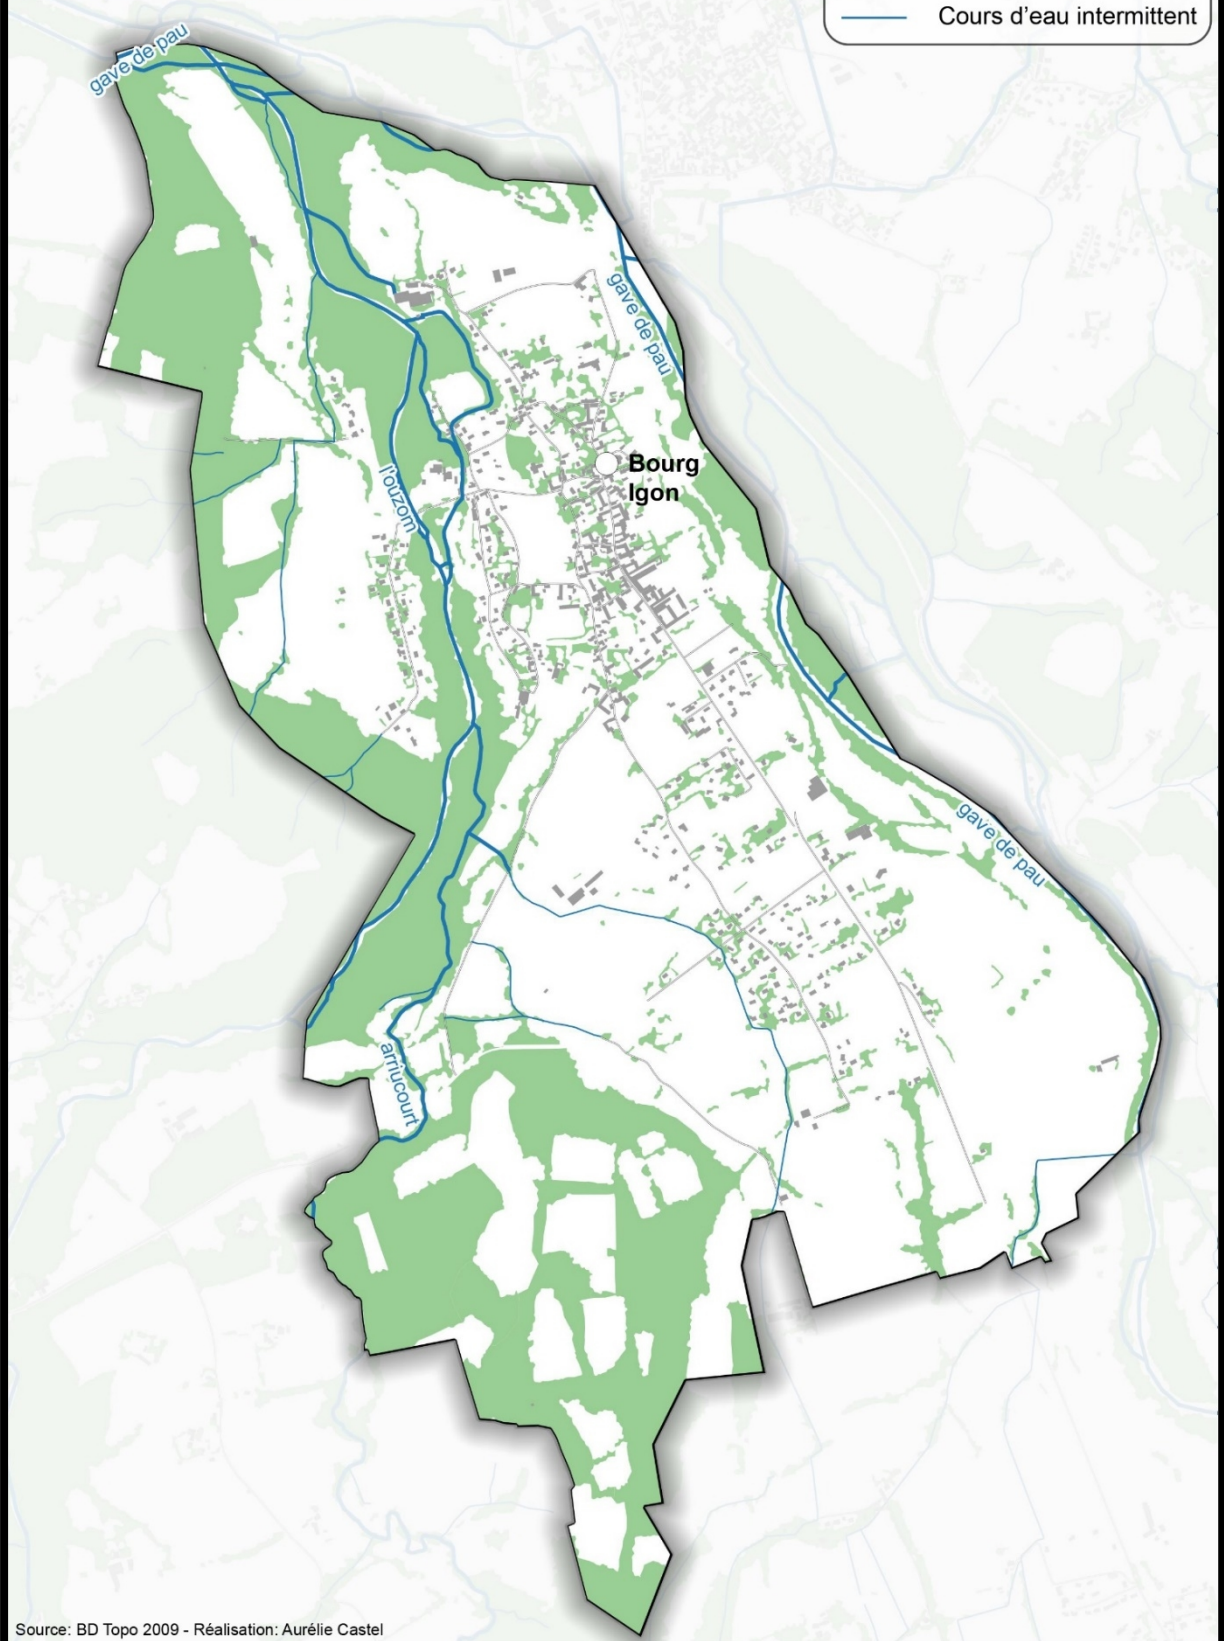 Cours d'eau intermittent
gave de pau
gave de pau
Bourg
Igon
l'ouzom
gave de pau
arriucourt
Source: BD Topo 2009 - Réalisation: Aurélie Castel